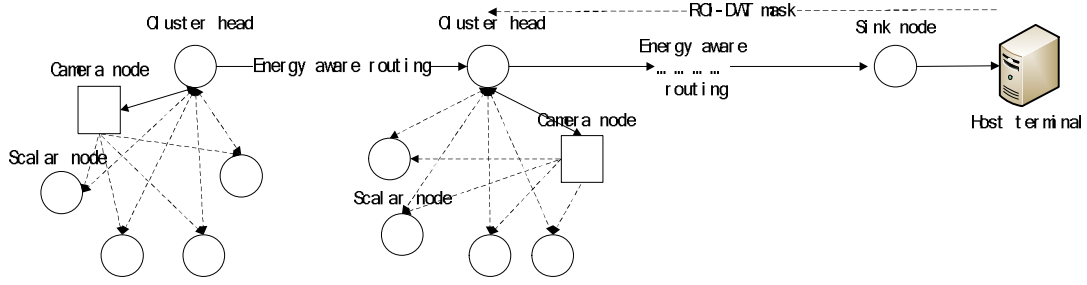 Cluster head
Cluster head
ROI-DWT mask
Sink node
Camera node
Energy aware routing
Energy aware
... ... ... ...
routing
Host terminal
Camera node
Scalar node
Scalar node